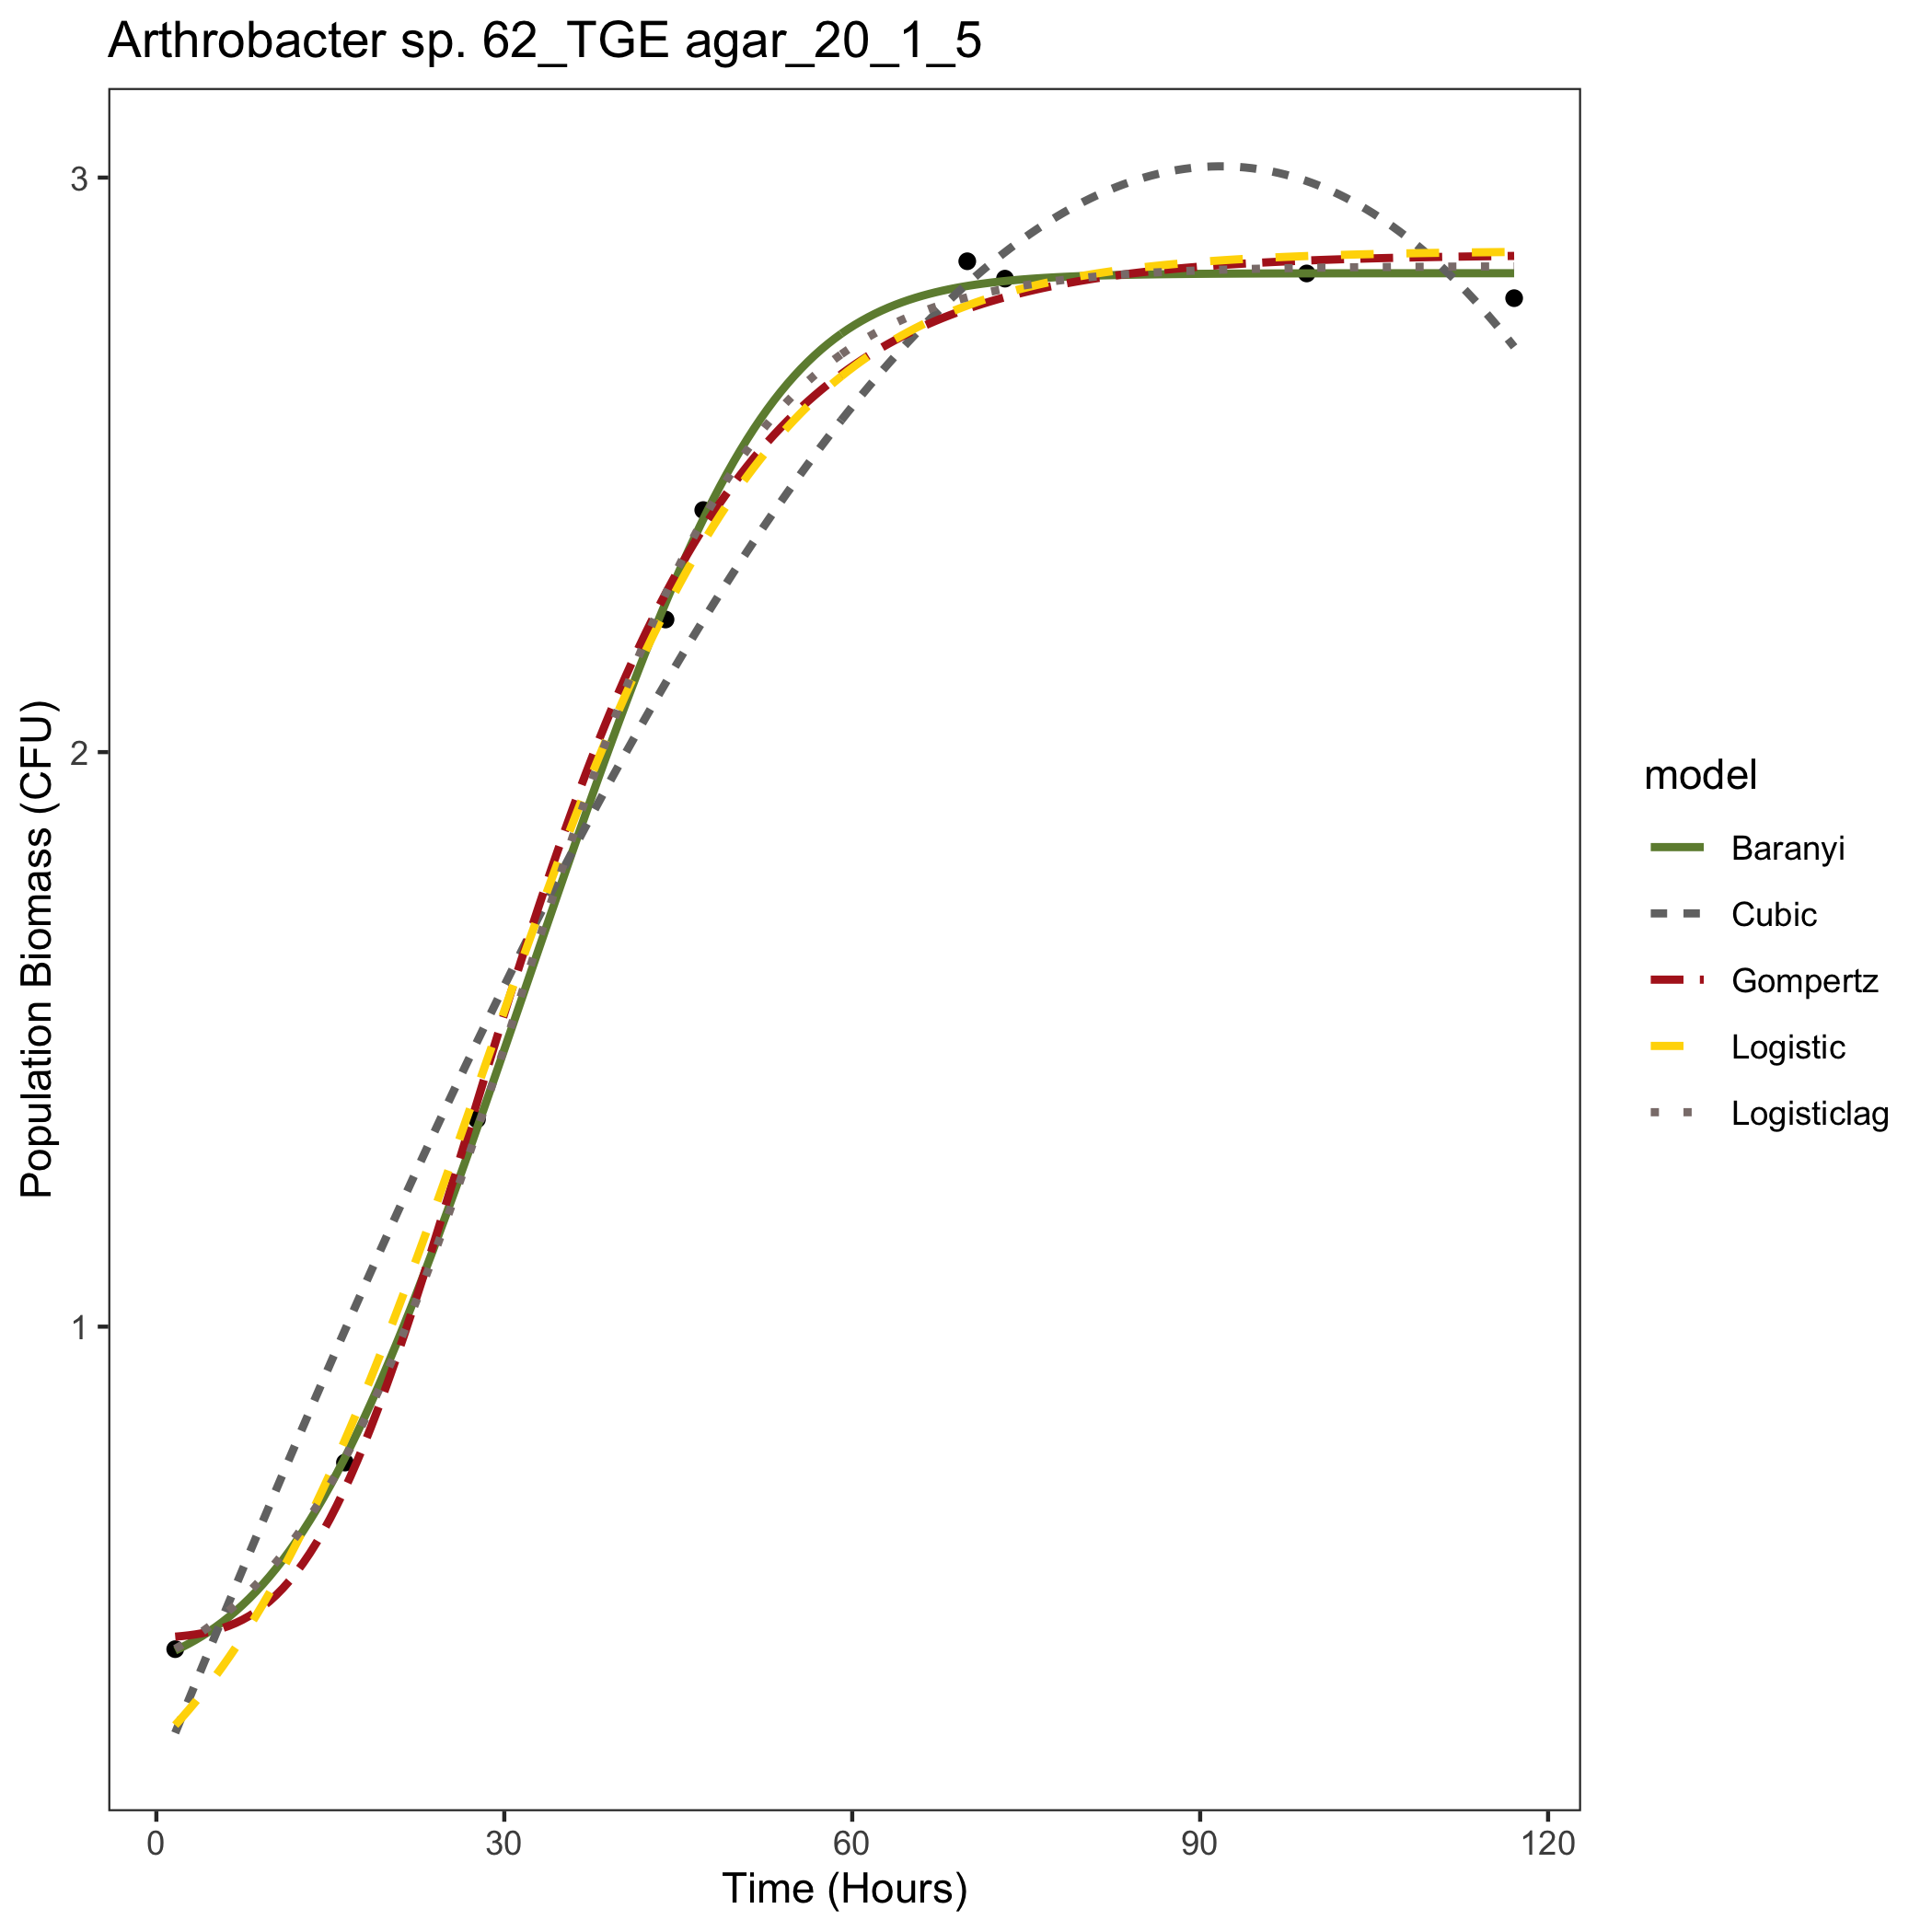 Arthrobacter sp. 62_TGE agar_20_1_5
Population Biomass (CFU)
3
2
1
0
30
60
90
120
Time (Hours)
model
Baranyi
Cubic
Gompertz
Logistic
Logisticlag